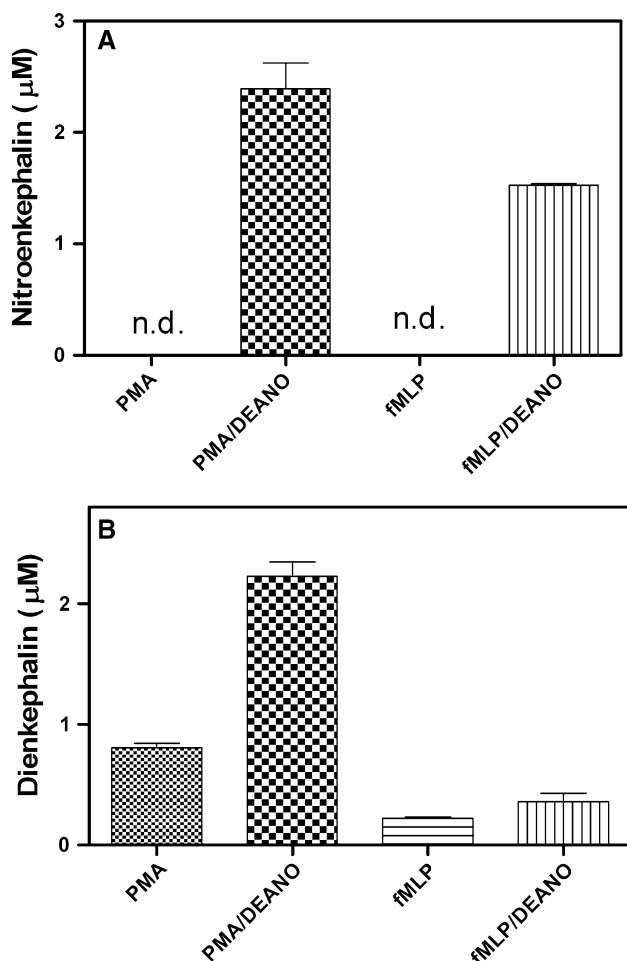 A
Nitroenkephalin ( μM)
3
2
1
0
n.d.
n.d.
PMA
PMA/DEANO
fMLP
fMLP/DEANO
B
Dienkephalin ( μM)
2
1
0
PMA
PMA/DEANO
fMLP
fMLP/DEANO